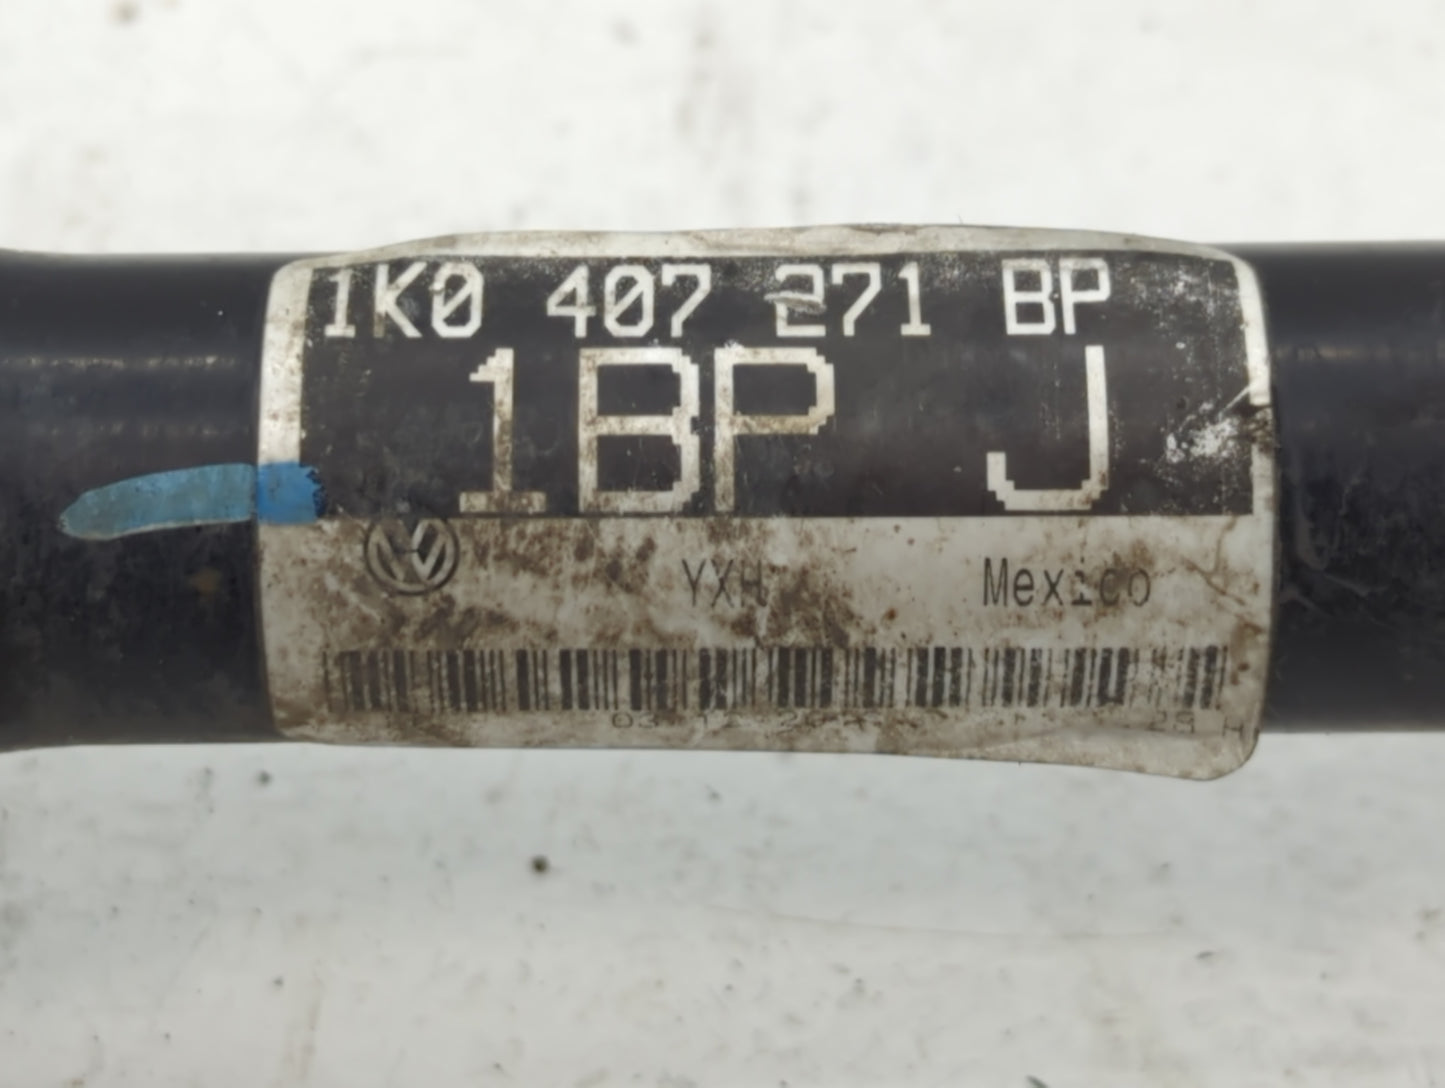 1K0 407 271 BP
1BP J
YXH Mexico